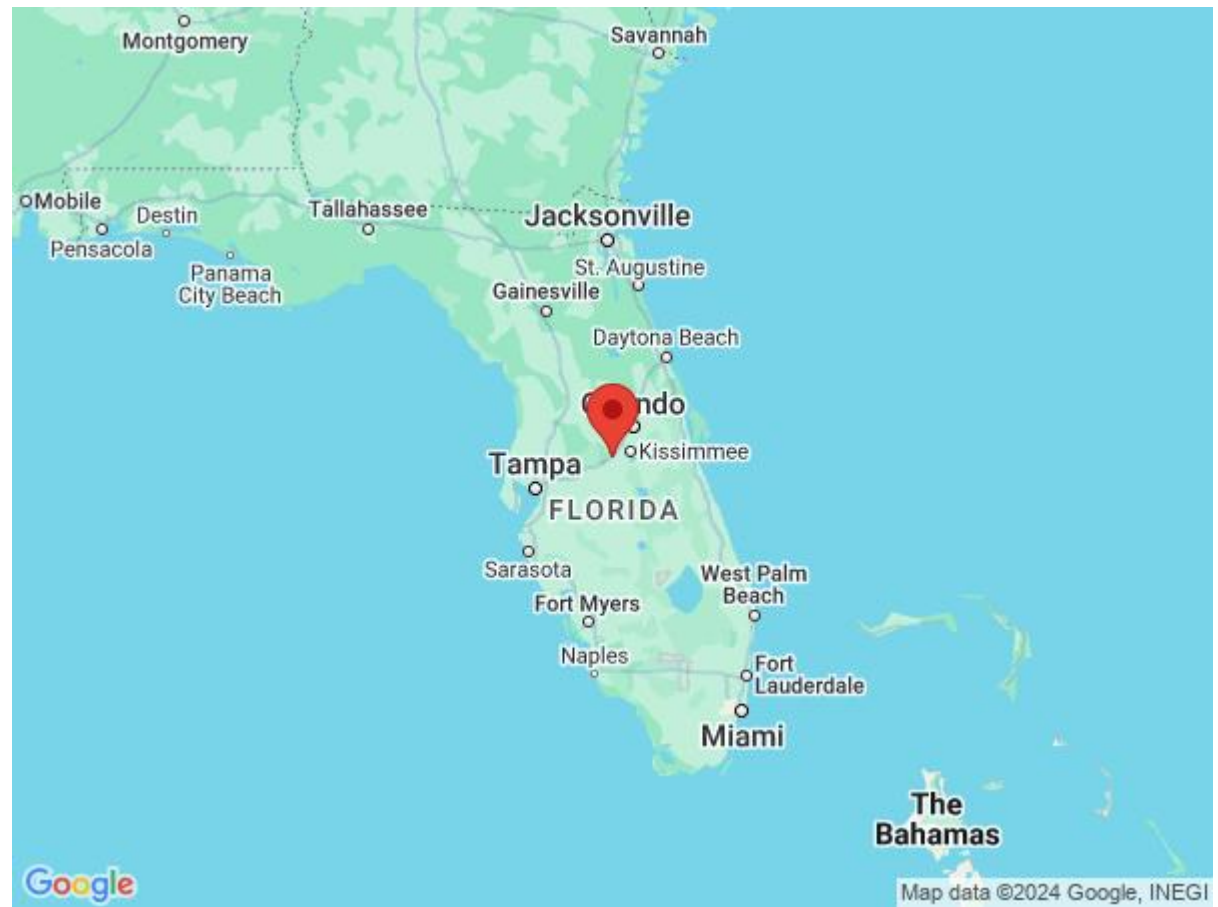 Montgomery
Savannah
Mobile
Destin
Tallahassee
Jacksonville
Pensacola
Panama
City Beach
St. Augustine
Gainesville
Daytona Beach
Kissimmee
Tampa
FLORIDA
Sarasota
West Palm
Beach
Fort Myers
Naples
Fort
Lauderdale
Miami
The
Bahamas
Google
Map data ©2024 Google, INEGI